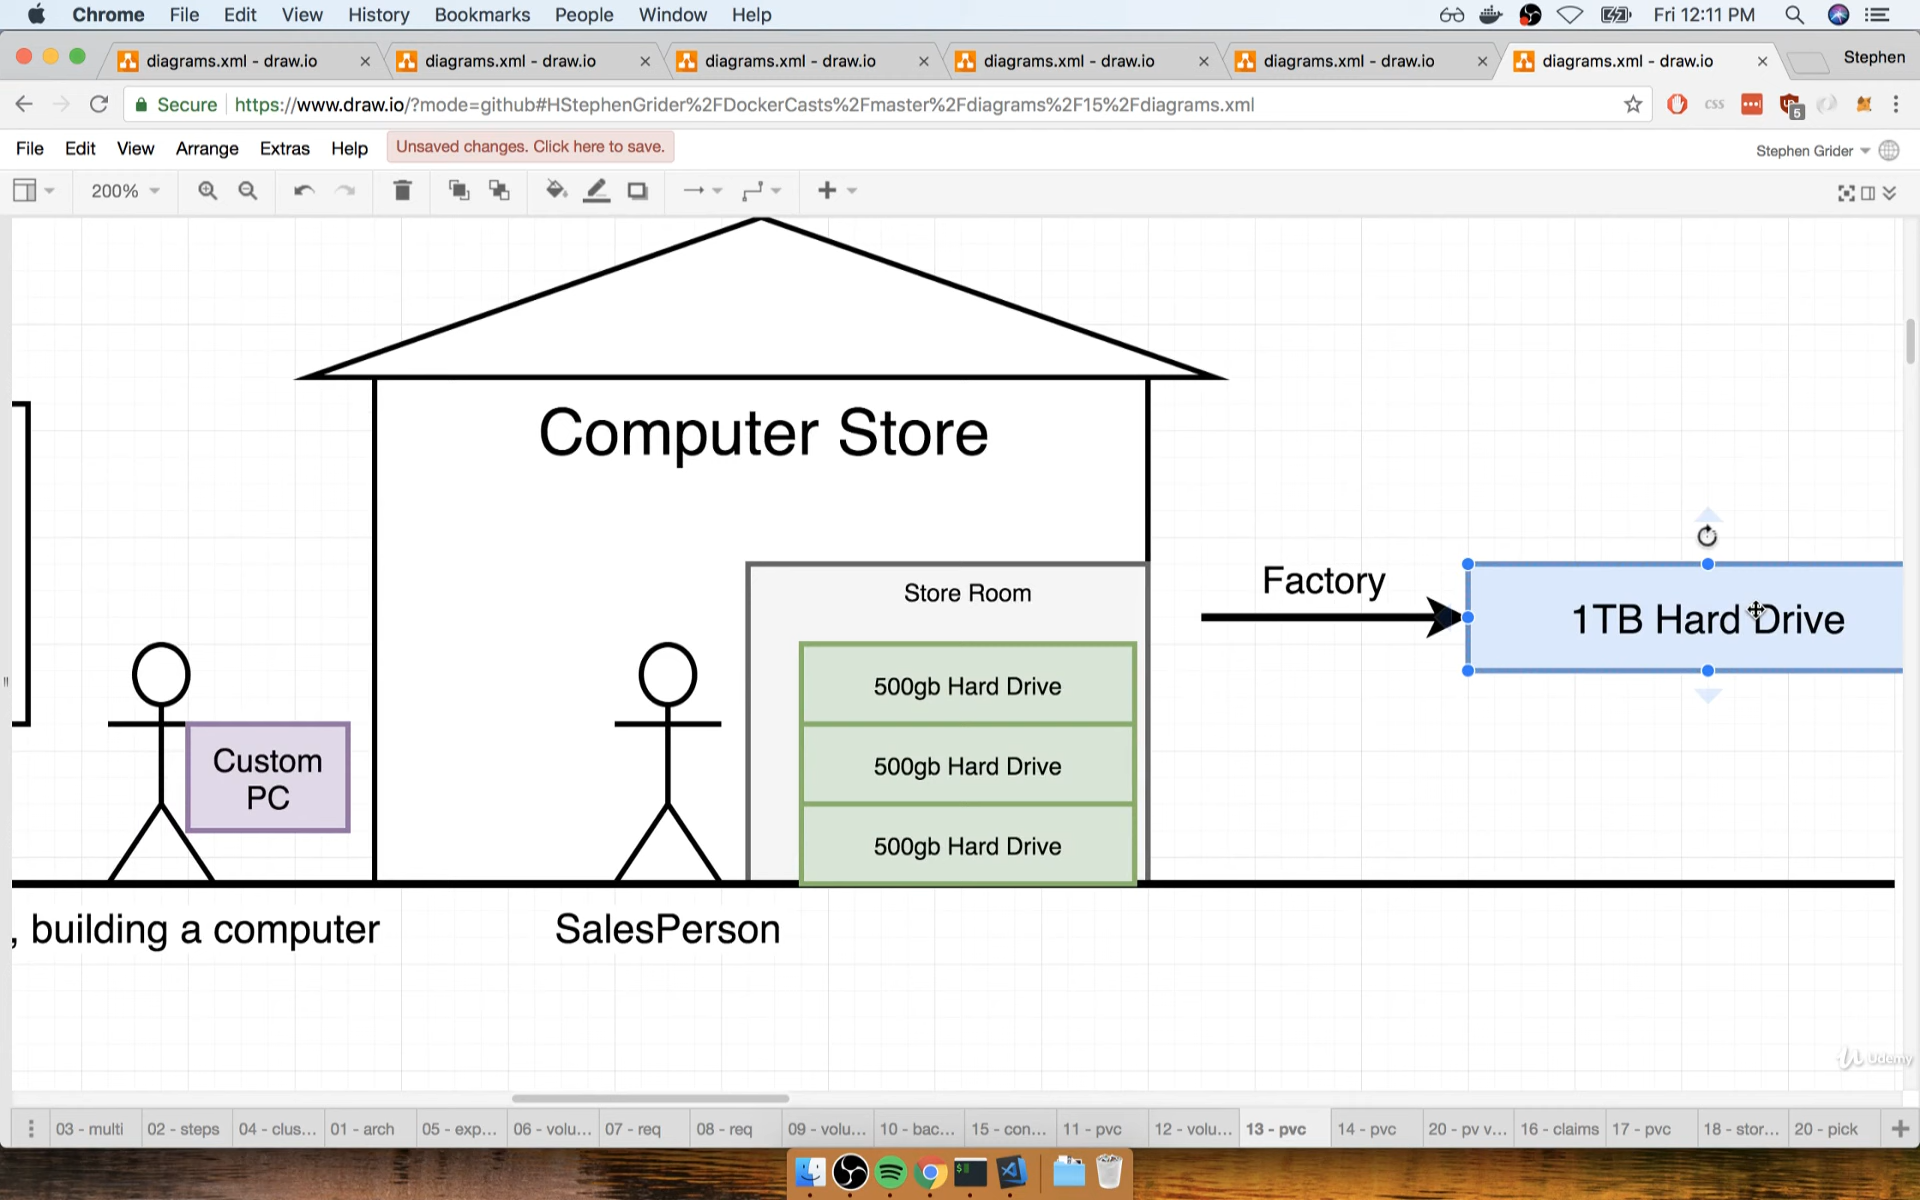 Chrome File Edit View History Bookmarks People Window Help Fri 12:11 PM
diagrams.xml - draw.io diagrams.xml - draw.io diagrams.xml - draw.io diagrams.xml - draw.io diagrams.xml - draw.io diagrams.xml - draw.io Stephen
Secure https://www.draw.io/?mode=github#HStephenGrider%2FDockerCasts%2Fmaster%2Fdiagrams%2F15%2Fdiagrams.xml CSS 5
File Edit View Arrange Extras Help Unsaved changes. Click here to save. Stephen Grider
200%
Computer Store
Factory
Store Room
1TB Hard Drive
500gb Hard Drive
500gb Hard Drive
500gb Hard Drive
Custom
PC
, building a computer
SalesPerson
Udemy
03 - multi 02 - steps 04 - clus... 01 - arch 05 - exp... 06 - volu... 07 - req 08 - req 09 - volu... 10 - bac... 15 - con... 11 - pvc 12 - volu... 13 - pvc 14 - pvc 20 - pv v... 16 - claims 17 - pvc 18 - stor... 20 - pick